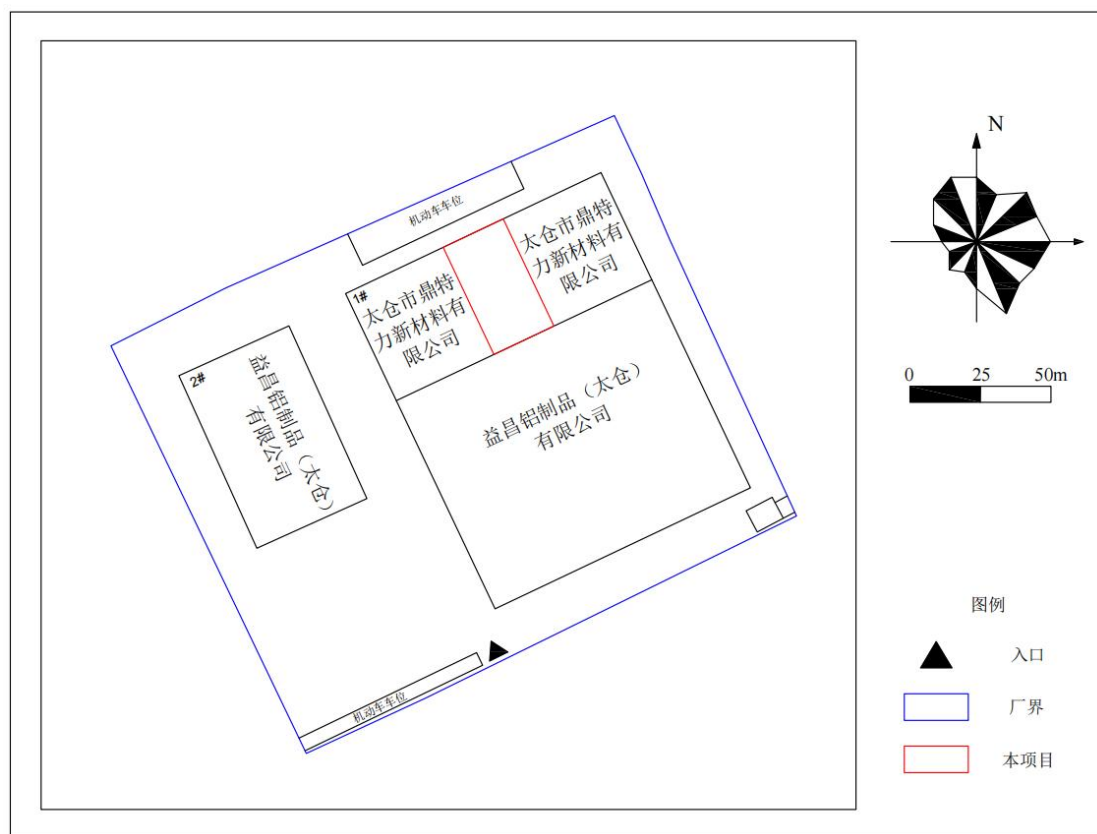 机动车车位
1#
太仓市鼎特
力新材料有
限公司
太仓市鼎特
力新材料有
限公司
2#
益昌铝制品（太仓）
有限公司
益昌铝制品（太仓）
有限公司
机动车车位
N
0 25 50m
图例
入口
厂界
本项目